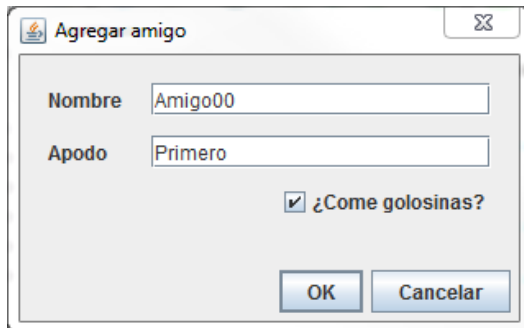 Agregar amigo
Nombre Amigo00
Apodo Primero
¿Come golosinas?
OK Cancelar